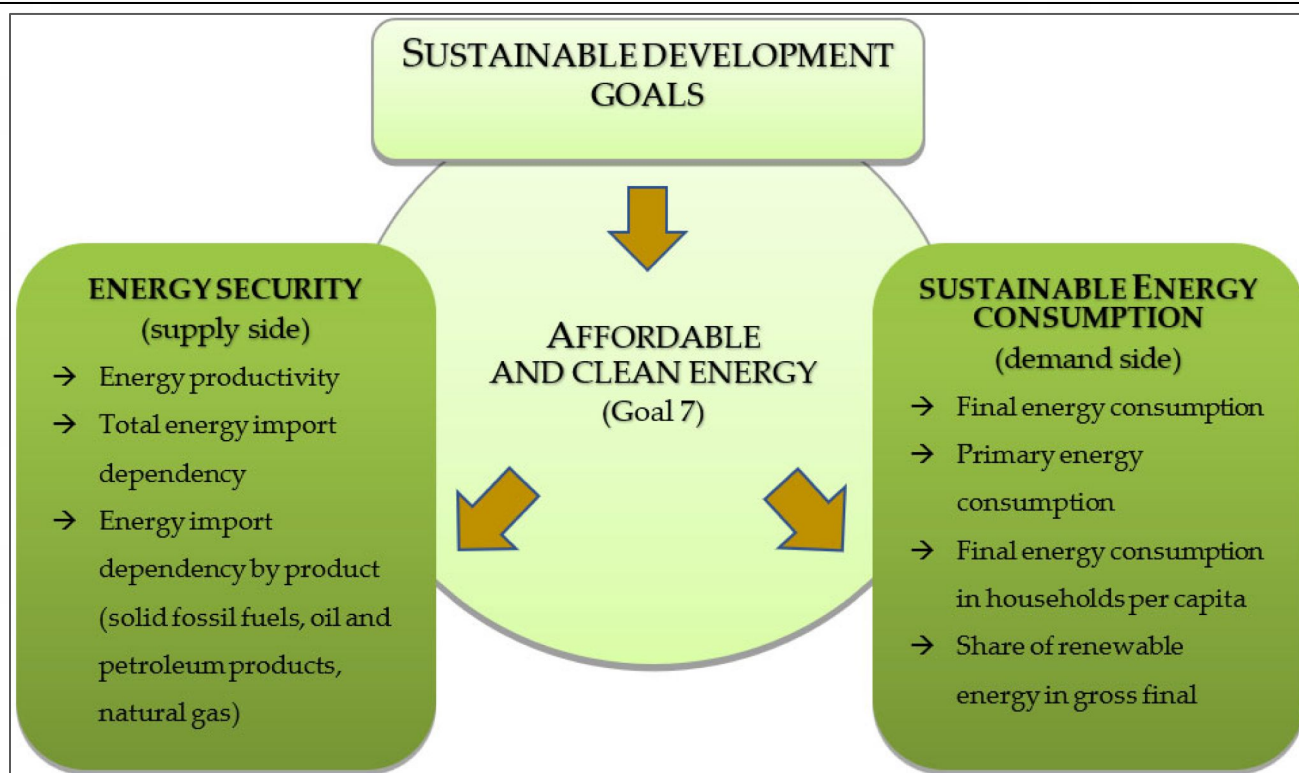 SUSTAINABLE DEVELOPMENT
GOALS
ENERGY SECURITY
(supply side)
→ Energy productivity
→ Total energy import
dependency
→ Energy import
dependency by product
(solid fossil fuels, oil and
petroleum products,
natural gas)
AFFORDABLE
AND CLEAN ENERGY
(Goal 7)
SUSTAINABLE ENERGY
CONSUMPTION
(demand side)
→ Final energy consumption
→ Primary energy
consumption
→ Final energy consumption
in households per capita
→ Share of renewable
energy in gross final